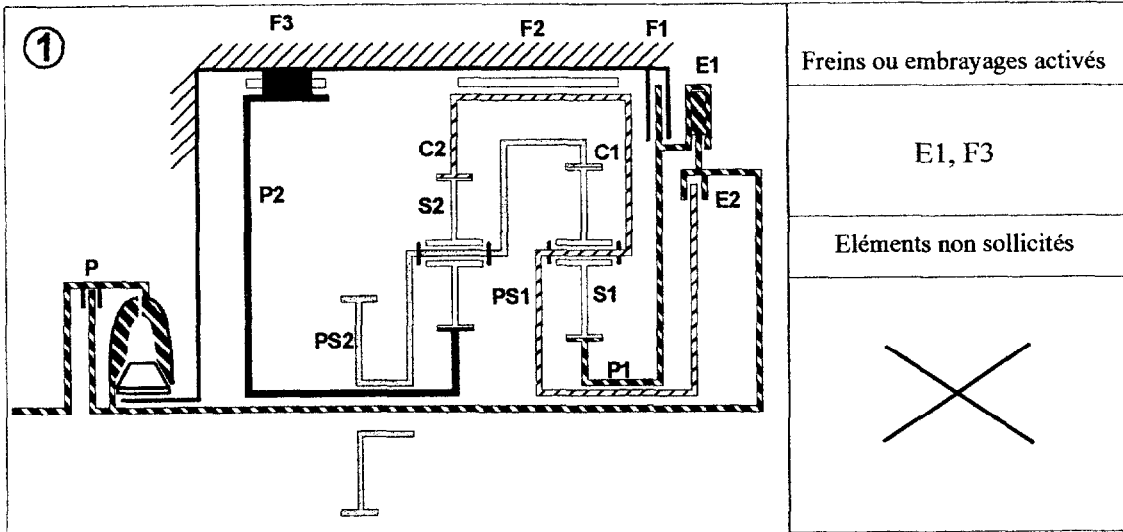 1
F3 F2 F1
E1
C2 C1
P2 S2 E2
P
PS1 S1
PS2
P1
Freins ou embrayages activés
E1, F3
Eléments non sollicités